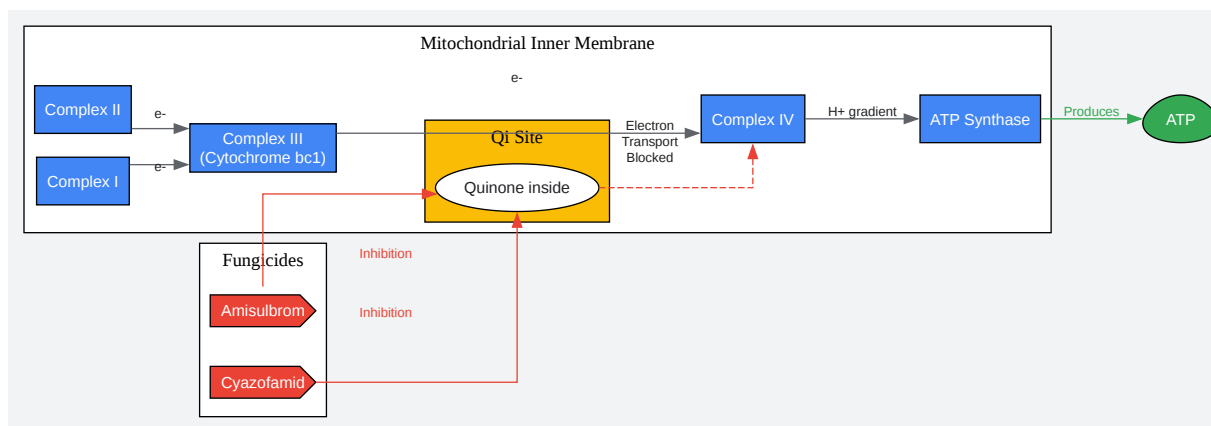 Mitochondrial Inner Membrane
e-
Complex II
e-
Complex III
(Cytochrome bc1)
e-
Complex I
Qi Site
Quinone inside
Electron
Transport
Blocked
Complex IV
H+ gradient
ATP Synthase
Produces
ATP
Fungicides
Inhibition
Amisulbrom
Inhibition
Cyazofamid